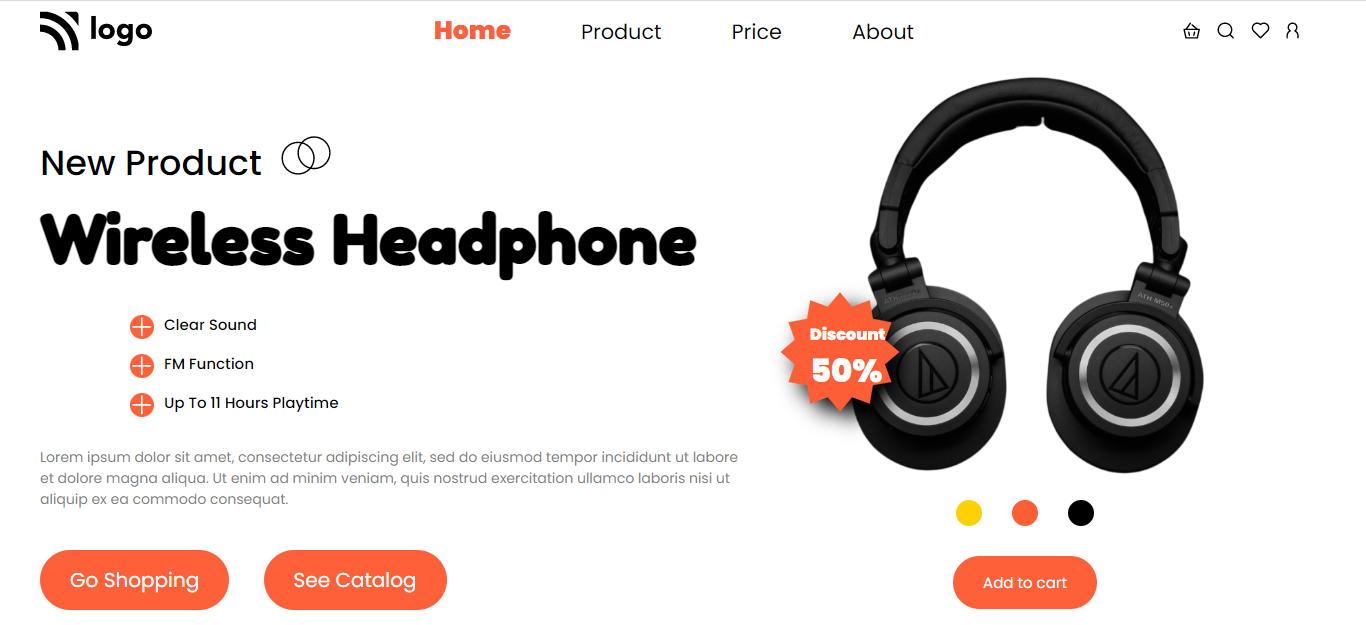 logo
Home
Product
Price
About
New Product
Wireless Headphone
Clear Sound
FM Function
Up To 11 Hours Playtime
Lorem ipsum dolor sit amet, consectetur adipiscing elit, sed do eiusmod tempor incididunt ut labore
et dolore magna aliqua. Ut enim ad minim veniam, quis nostrud exercitation ullamco laboris nisi ut
aliquip ex ea commodo consequat.
Go Shopping
See Catalog
Discount
50%
ATH-M50x
Add to cart